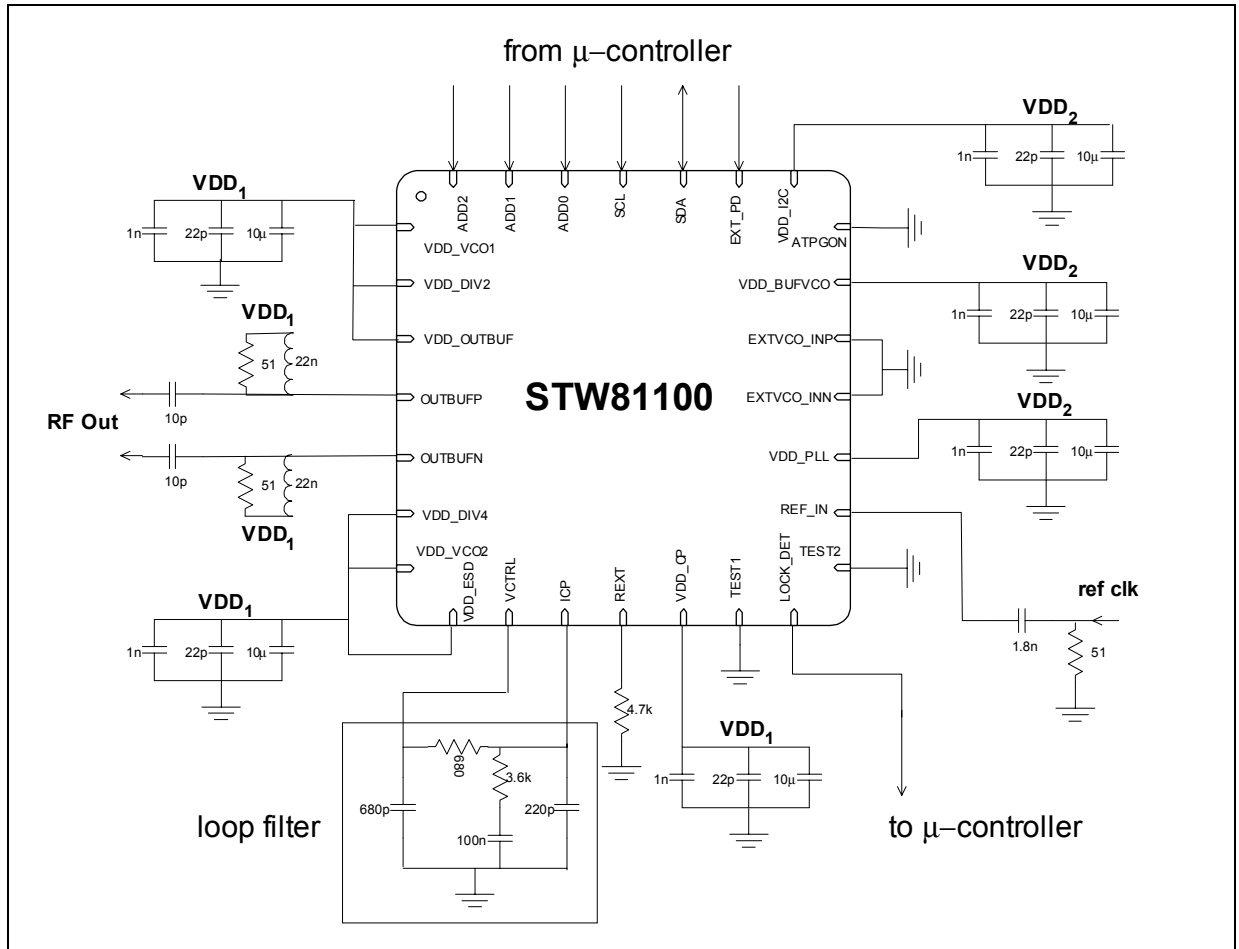 from μ–controller
VDD2
1n 22p 10μ
VDD1
1n 22p 10μ
ADD2
ADD1
ADD0
SCL
SDA
EXT_PD
VDD_I2C
ATPGON
VDD_VCO1
VDD_DIV2
VDD_BUFVCO
VDD2
1n 22p 10μ
VDD1
51 22n
VDD_OUTBUF
EXTVCO_INP
STW81100
OUTBUFP
EXTVCO_INN
10p
RF Out
VDD2
1n 22p 10μ
OUTBUFN
VDD_PLL
10p
51 22n
VDD1
VDD_DIV4
REF_IN
VDD_VCO2
TEST2
VDD_ESD
VCTRL
ICP
REXT
VDD_CP
TEST1
LOCK_DET
VDD1
1n 22p 10μ
ref clk
1.8n
51
4.7k
VDD1
1n 22p 10μ
680
3.6k
680p
220p
100n
loop filter
to μ–controller